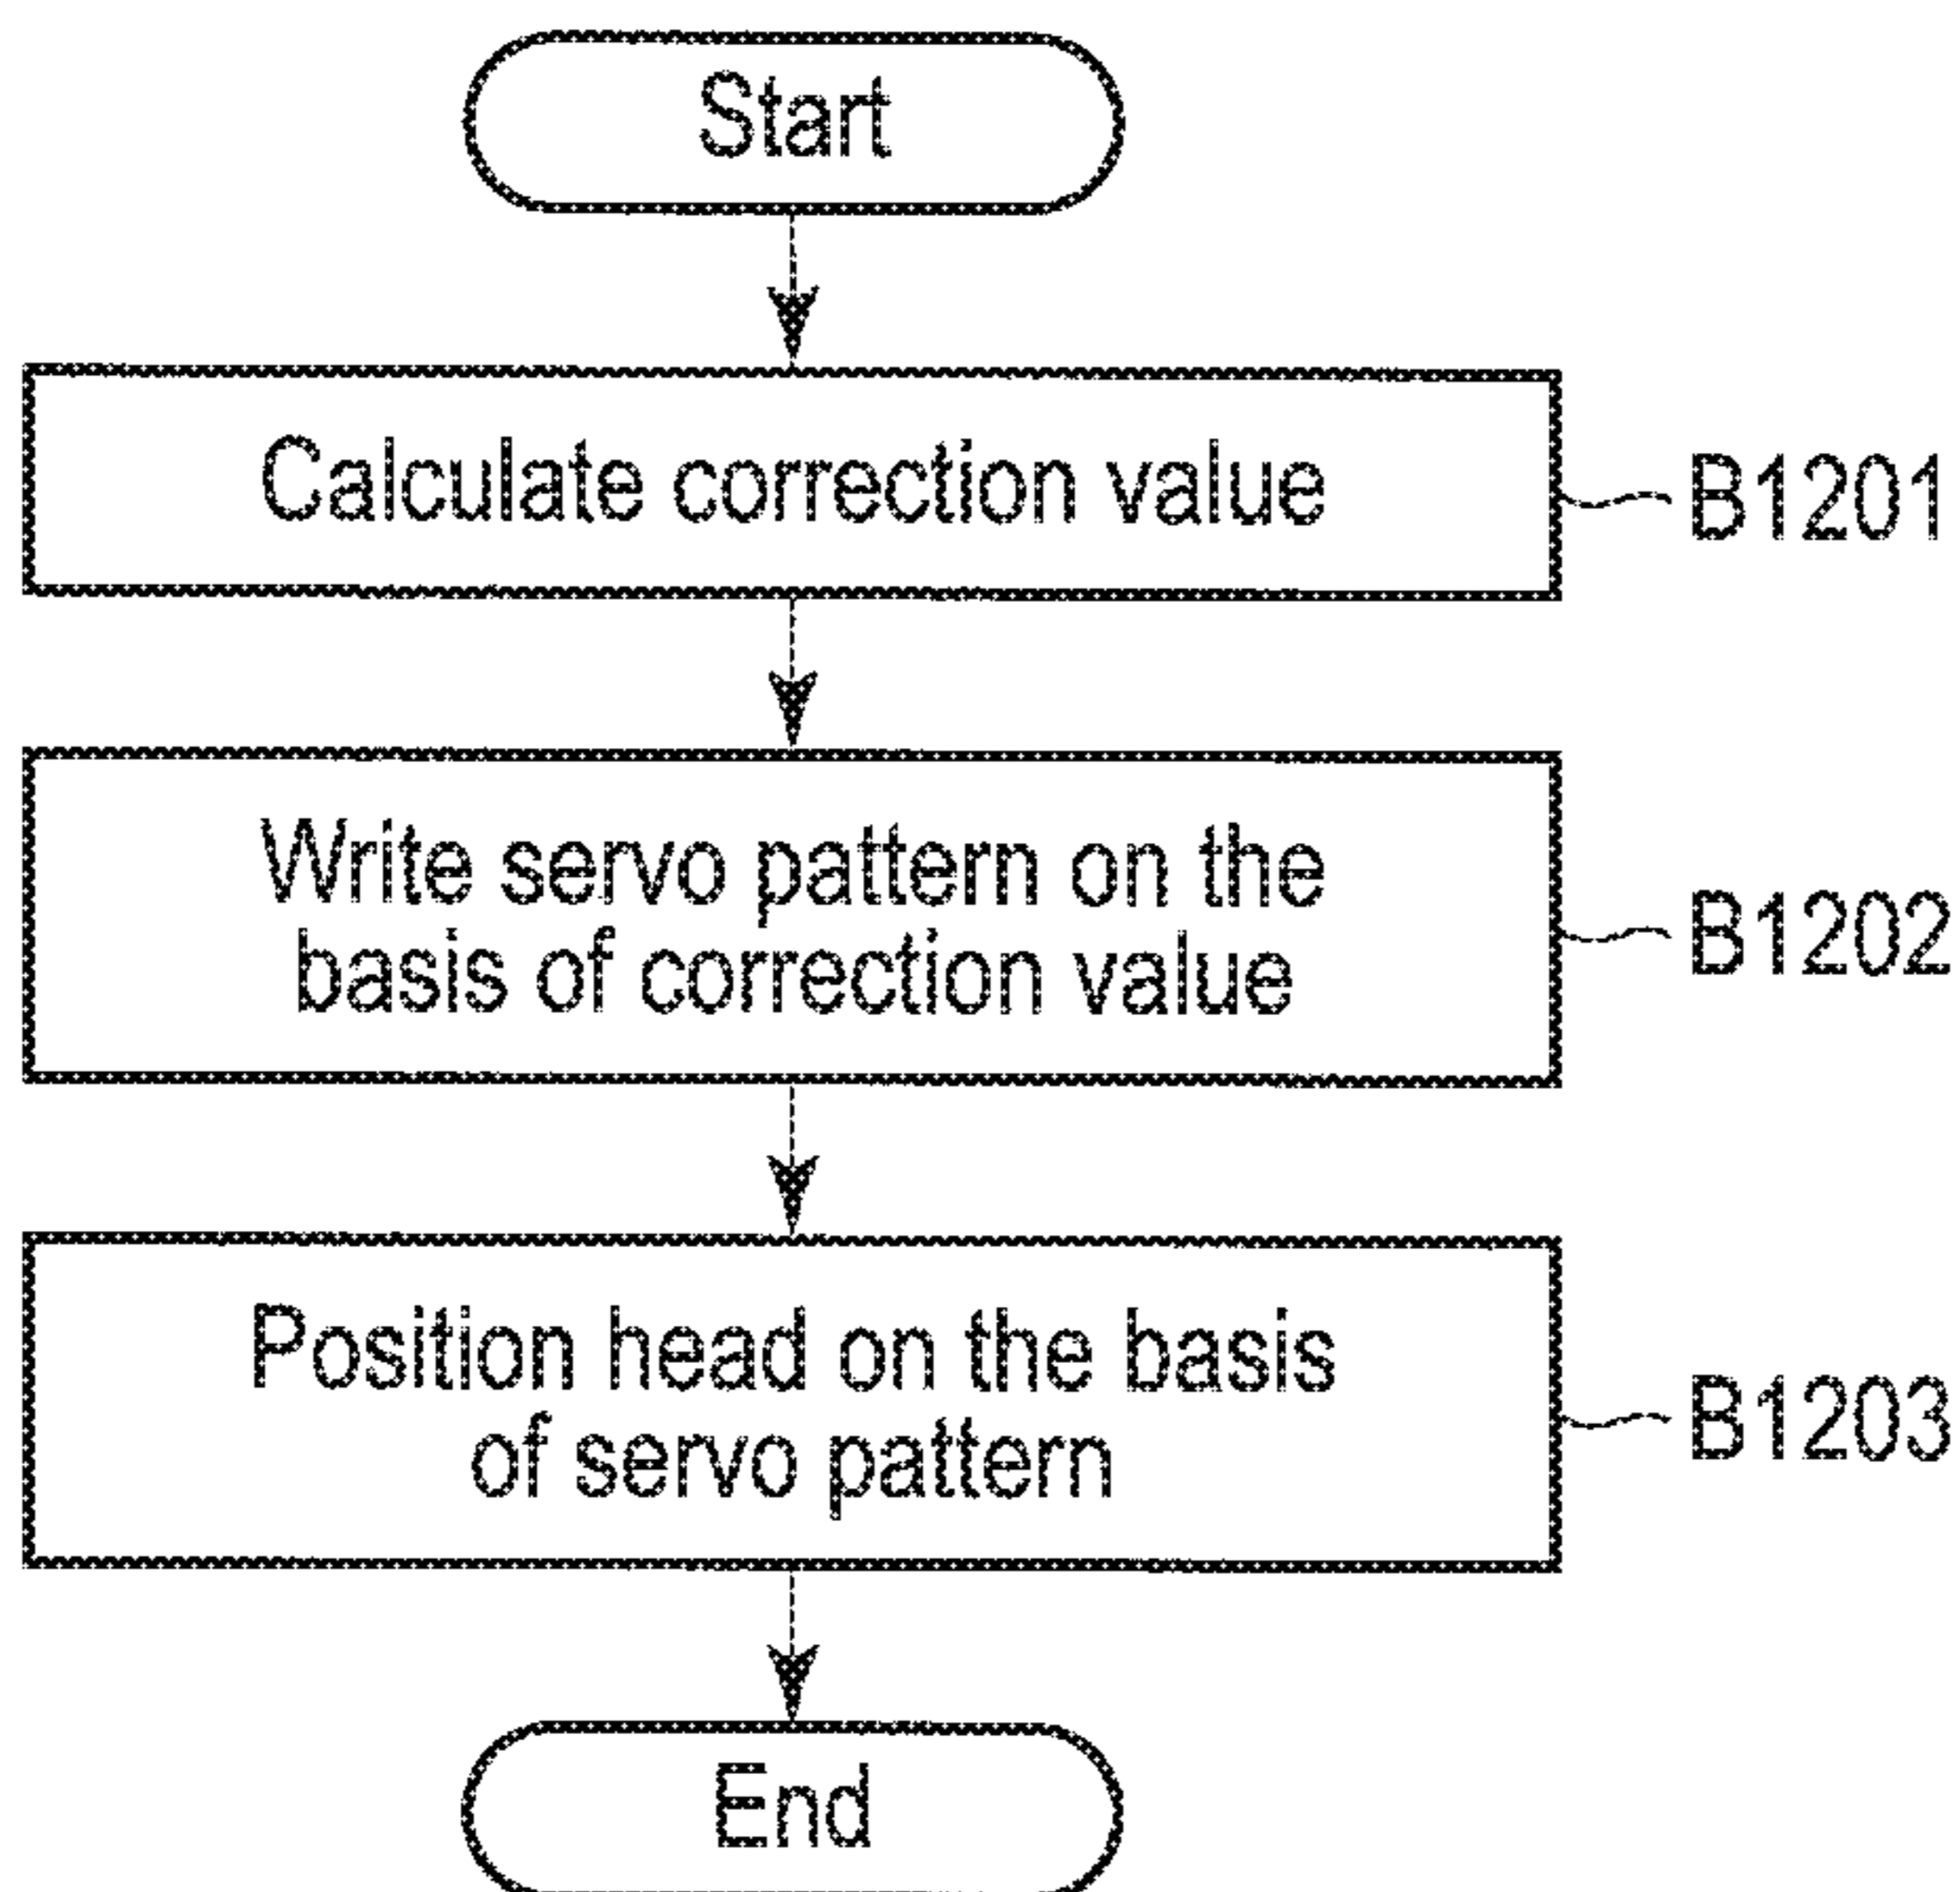 Start
Calculate correction value
B1201
Write servo pattern on the
basis of correction value
B1202
Position head on the basis
of servo pattern
B1203
End